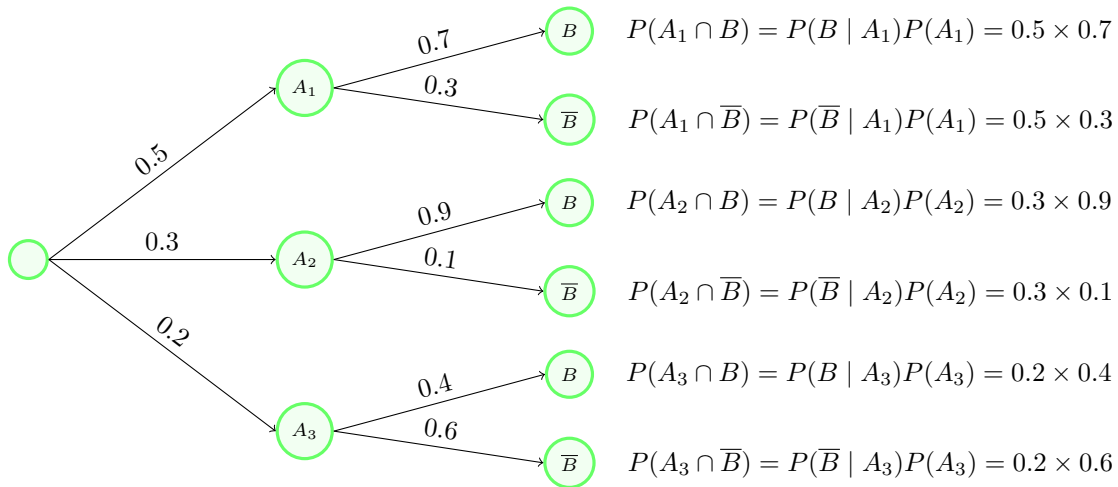 0.7
B
P(A₁ ∩ B) = P(B | A₁)P(A₁) = 0.5 × 0.7
A₁
0.3
B̅
P(A₁ ∩ B̅) = P(B̅ | A₁)P(A₁) = 0.5 × 0.3
0.5
0.9
B
P(A₂ ∩ B) = P(B | A₂)P(A₂) = 0.3 × 0.9
0.3
A₂
0.1
B̅
P(A₂ ∩ B̅) = P(B̅ | A₂)P(A₂) = 0.3 × 0.1
0.2
0.4
B
P(A₃ ∩ B) = P(B | A₃)P(A₃) = 0.2 × 0.4
A₃
0.6
B̅
P(A₃ ∩ B̅) = P(B̅ | A₃)P(A₃) = 0.2 × 0.6